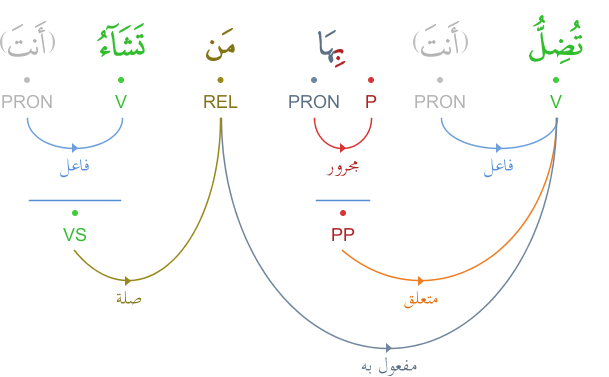 تُضِلُّ (أَنتَ) بِهَا مَن تَشَآءُ (أَنتَ)
V PRON P PRON REL V PRON
فاعل مجرور فاعل
PP VS
متعلق صلة
مفعول به